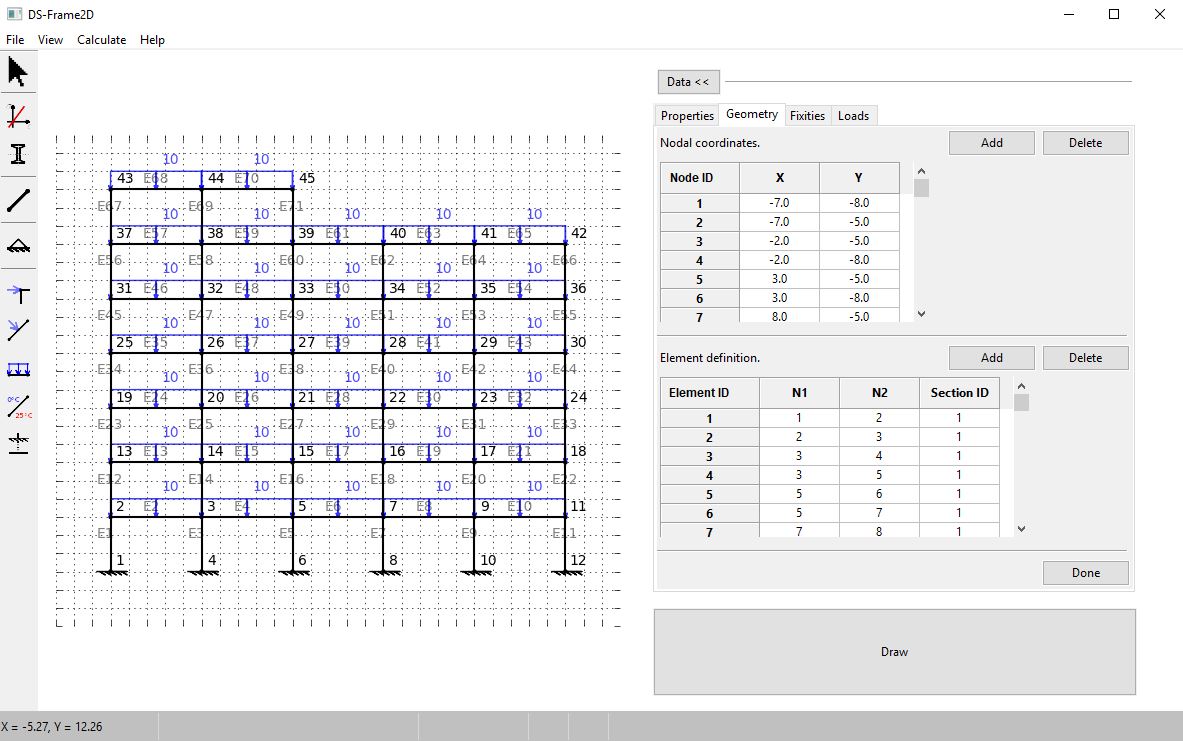 DS-Frame2D
File View Calculate Help
Data <<
Properties Geometry Fixities Loads
Nodal coordinates. Add Delete
Node ID X Y
1 -7.0 -8.0
2 -7.0 -5.0
3 -2.0 -5.0
4 -2.0 -8.0
5 3.0 -5.0
6 3.0 -8.0
7 8.0 -5.0
Element definition. Add Delete
Element ID N1 N2 Section ID
1 1 2 1
2 2 3 1
3 3 4 1
4 3 5 1
5 5 6 1
6 5 7 1
7 7 8 1
Done
Draw
10 10
43 E68 44 E70 45
E67 E69 E71
10 10 10 10 10
37 E57 38 E59 39 E61 40 E63 41 E65 42
E56 E58 E60 E62 E64 E66
10 10 10 10 10
31 E46 32 E48 33 E50 34 E52 35 E54 36
E45 E47 E49 E51 E53 E55
10 10 10 10 10
25 E35 26 E37 27 E39 28 E41 29 E43 30
E34 E36 E38 E40 E42 E44
10 10 10 10 10
19 E24 20 E26 21 E28 22 E30 23 E32 24
E23 E25 E27 E29 E31 E33
10 10 10 10 10
13 E13 14 E15 15 E17 16 E19 17 E21 18
E12 E14 E16 E18 E20 E22
10 10 10 10 10
2 E2 3 E4 5 E6 7 E8 9 E10 11
E1 E3 E5 E7 E9 E11
1 4 6 8 10 12
0°C
25°C
X = -5.27, Y = 12.26